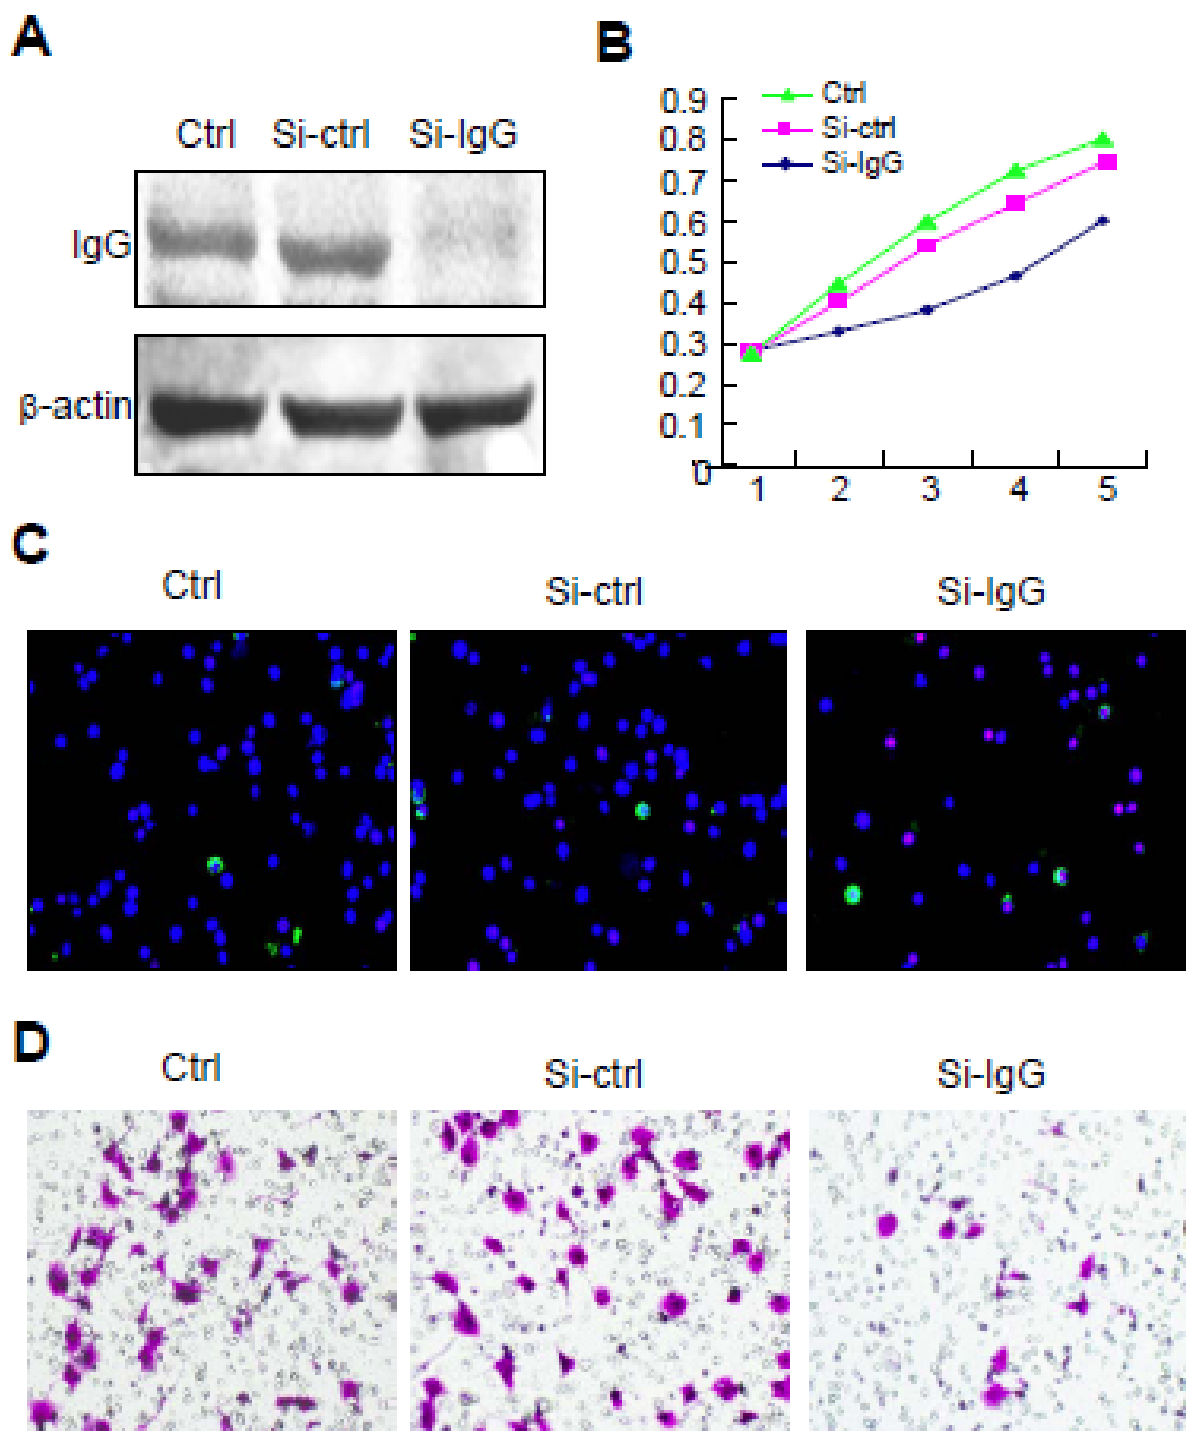 A
Ctrl Si-ctrl Si-IgG
IgG
β-actin
B
Ctrl
Si-ctrl
Si-IgG
0.9
0.8
0.7
0.6
0.5
0.4
0.3
0.2
0.1
0
1 2 3 4 5
C
Ctrl Si-ctrl Si-IgG
D
Ctrl Si-ctrl Si-IgG